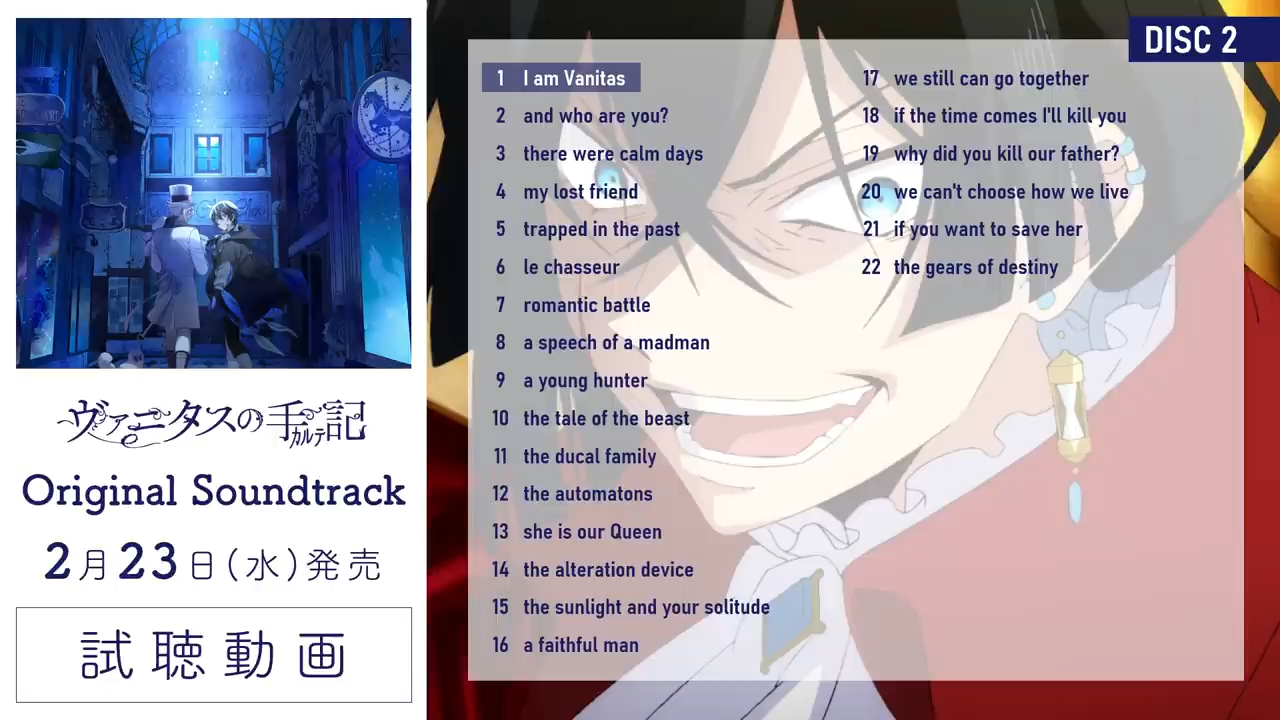 ヴァニタスの手記
カルテ
Original Soundtrack
2月23日(水)発売
試聴動画
DISC 2
1 I am Vanitas
2 and who are you?
3 there were calm days
4 my lost friend
5 trapped in the past
6 le chasseur
7 romantic battle
8 a speech of a madman
9 a young hunter
10 the tale of the beast
11 the ducal family
12 the automatons
13 she is our Queen
14 the alteration device
15 the sunlight and your solitude
16 a faithful man
17 we still can go together
18 if the time comes I'll kill you
19 why did you kill our father?
20 we can't choose how we live
21 if you want to save her
22 the gears of destiny